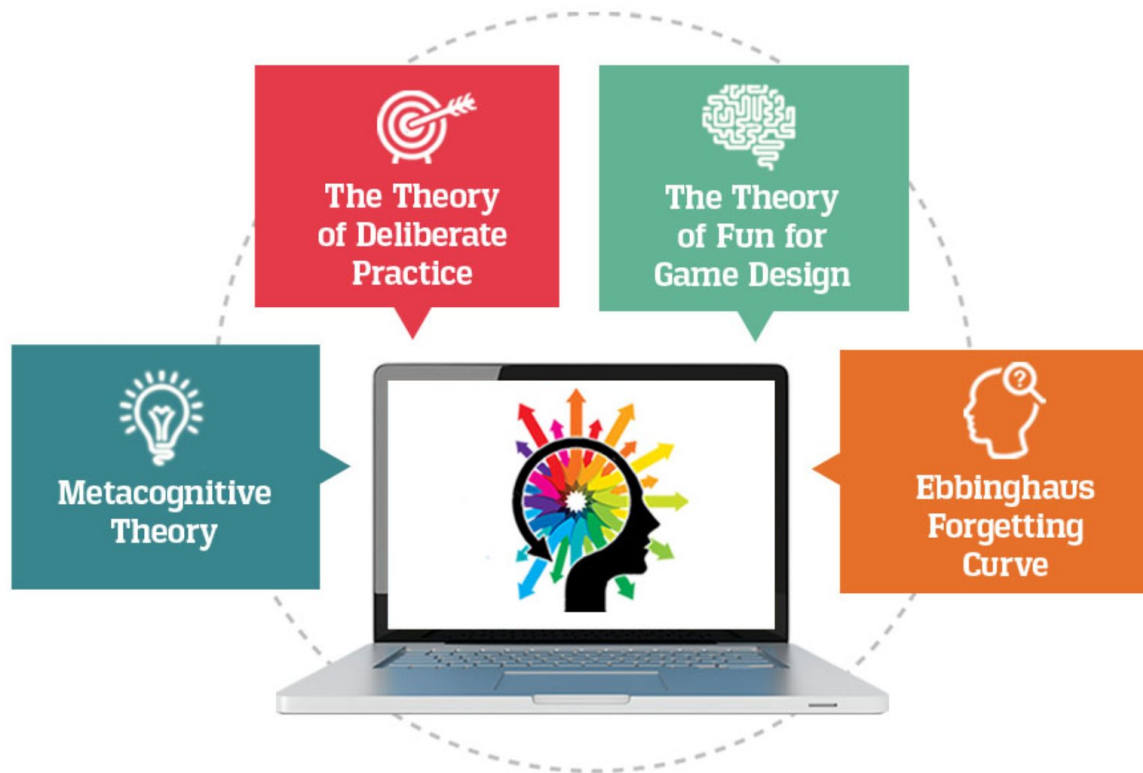 The Theory
of Deliberate
Practice
The Theory
of Fun for
Game Design
Metacognitive
Theory
?
Ebbinghaus
Forgetting
Curve